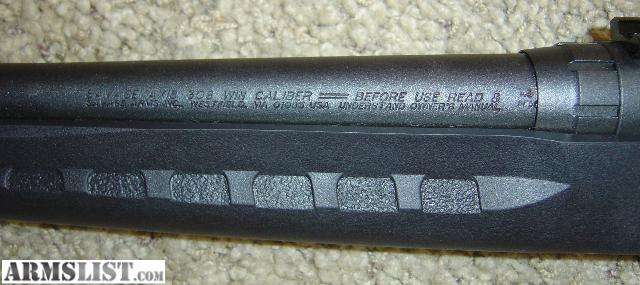 SAVAGE AXIS 308 WIN CALIBER BEFORE USE READ &
SAVAGE ARMS INC., WESTFIELD, MA 01085 USA UNDERSTAND OWNER'S MANUAL
ARMSLIST.COM